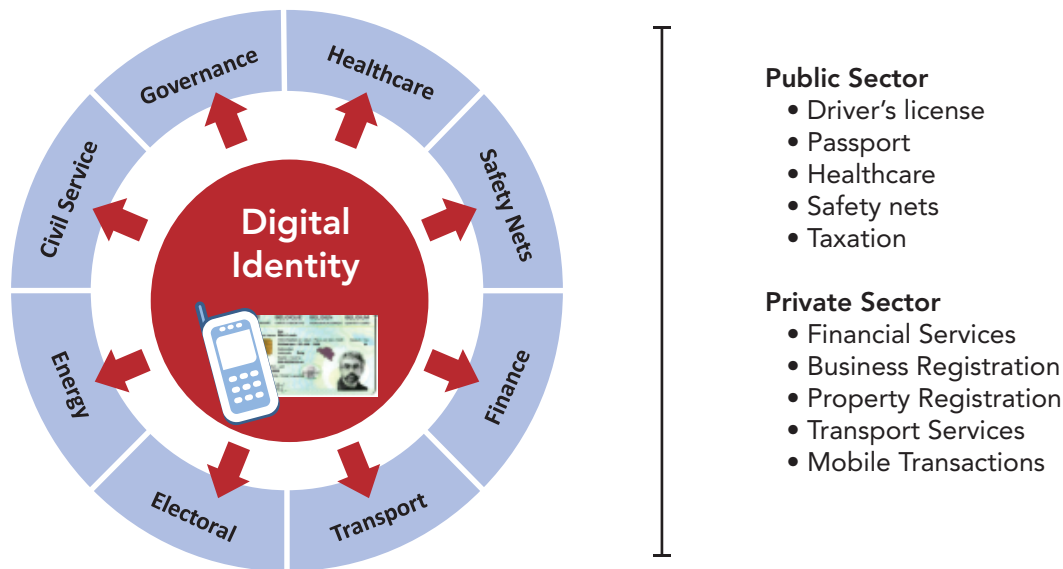 Governance
Healthcare
Safety Nets
Finance
Transport
Electoral
Energy
Civil Service
Digital
Identity
Public Sector
• Driver’s license
• Passport
• Healthcare
• Safety nets
• Taxation
Private Sector
• Financial Services
• Business Registration
• Property Registration
• Transport Services
• Mobile Transactions